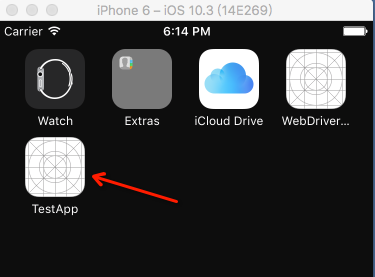 iPhone 6 – iOS 10.3 (14E269)
Carrier 6:14 PM
Watch Extras iCloud Drive WebDriver...
TestApp